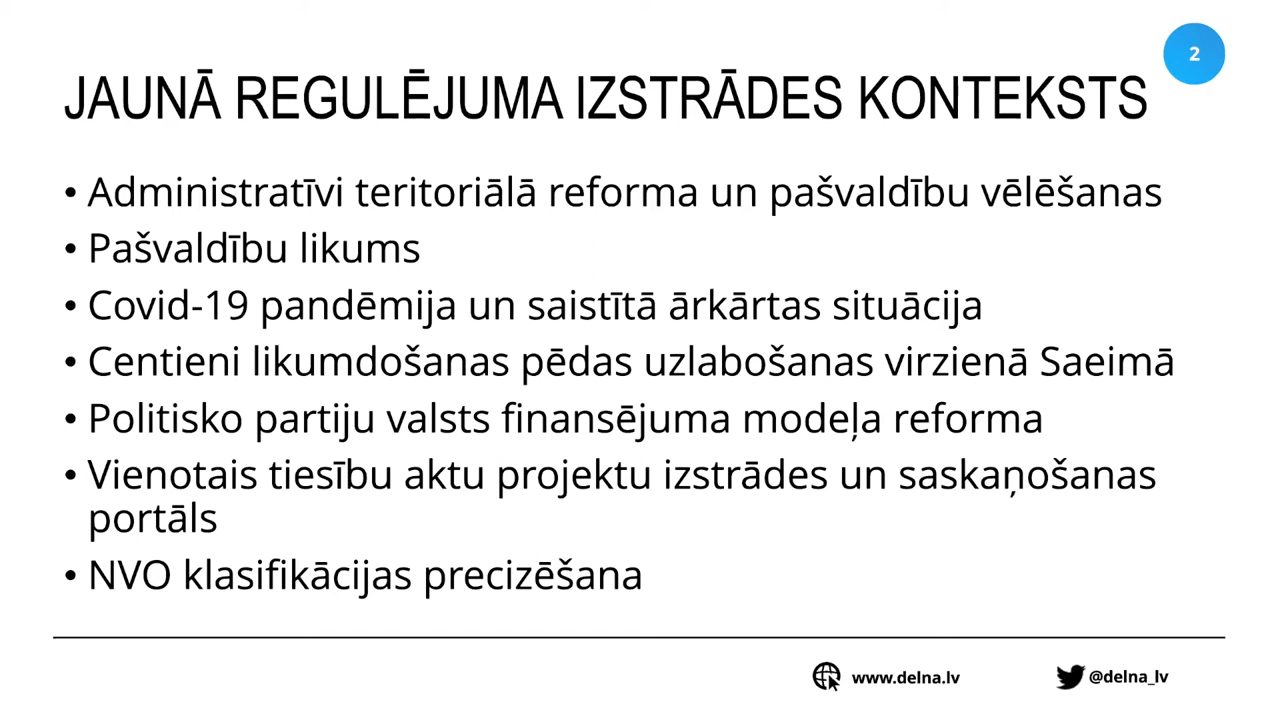 2
JAUNĀ REGULĒJUMA IZSTRĀDES KONTEKSTS
• Administratīvi teritoriālā reforma un pašvaldību vēlēšanas
• Pašvaldību likums
• Covid-19 pandēmija un saistītā ārkārtas situācija
• Centieni likumdošanas pēdas uzlabošanas virzienā Saeimā
• Politisko partiju valsts finansējuma modeļa reforma
• Vienotais tiesību aktu projektu izstrādes un saskaņošanas
portāls
• NVO klasifikācijas precizēšana
www.delna.lv
@delna_lv